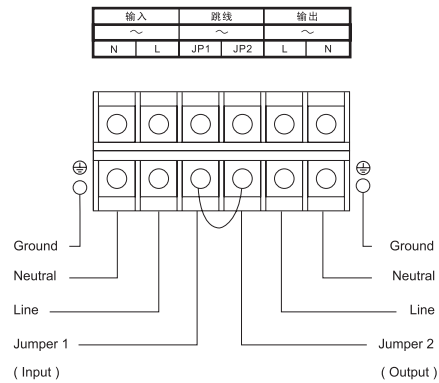 输入 跳线 输出
～ ～ ～
N L JP1 JP2 L N
Ground Ground
Neutral Neutral
Line Line
Jumper 1 Jumper 2
( Input ) ( Output )